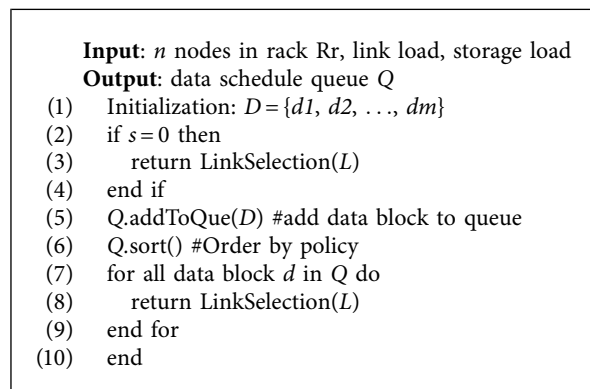 Input: n nodes in rack Rr, link load, storage load
Output: data schedule queue Q
(1) Initialization: D = {d1, d2, . . ., dm}
(2) if s = 0 then
(3) return LinkSelection(L)
(4) end if
(5) Q.addToQue(D) #add data block to queue
(6) Q.sort() #Order by policy
(7) for all data block d in Q do
(8) return LinkSelection(L)
(9) end for
(10) end